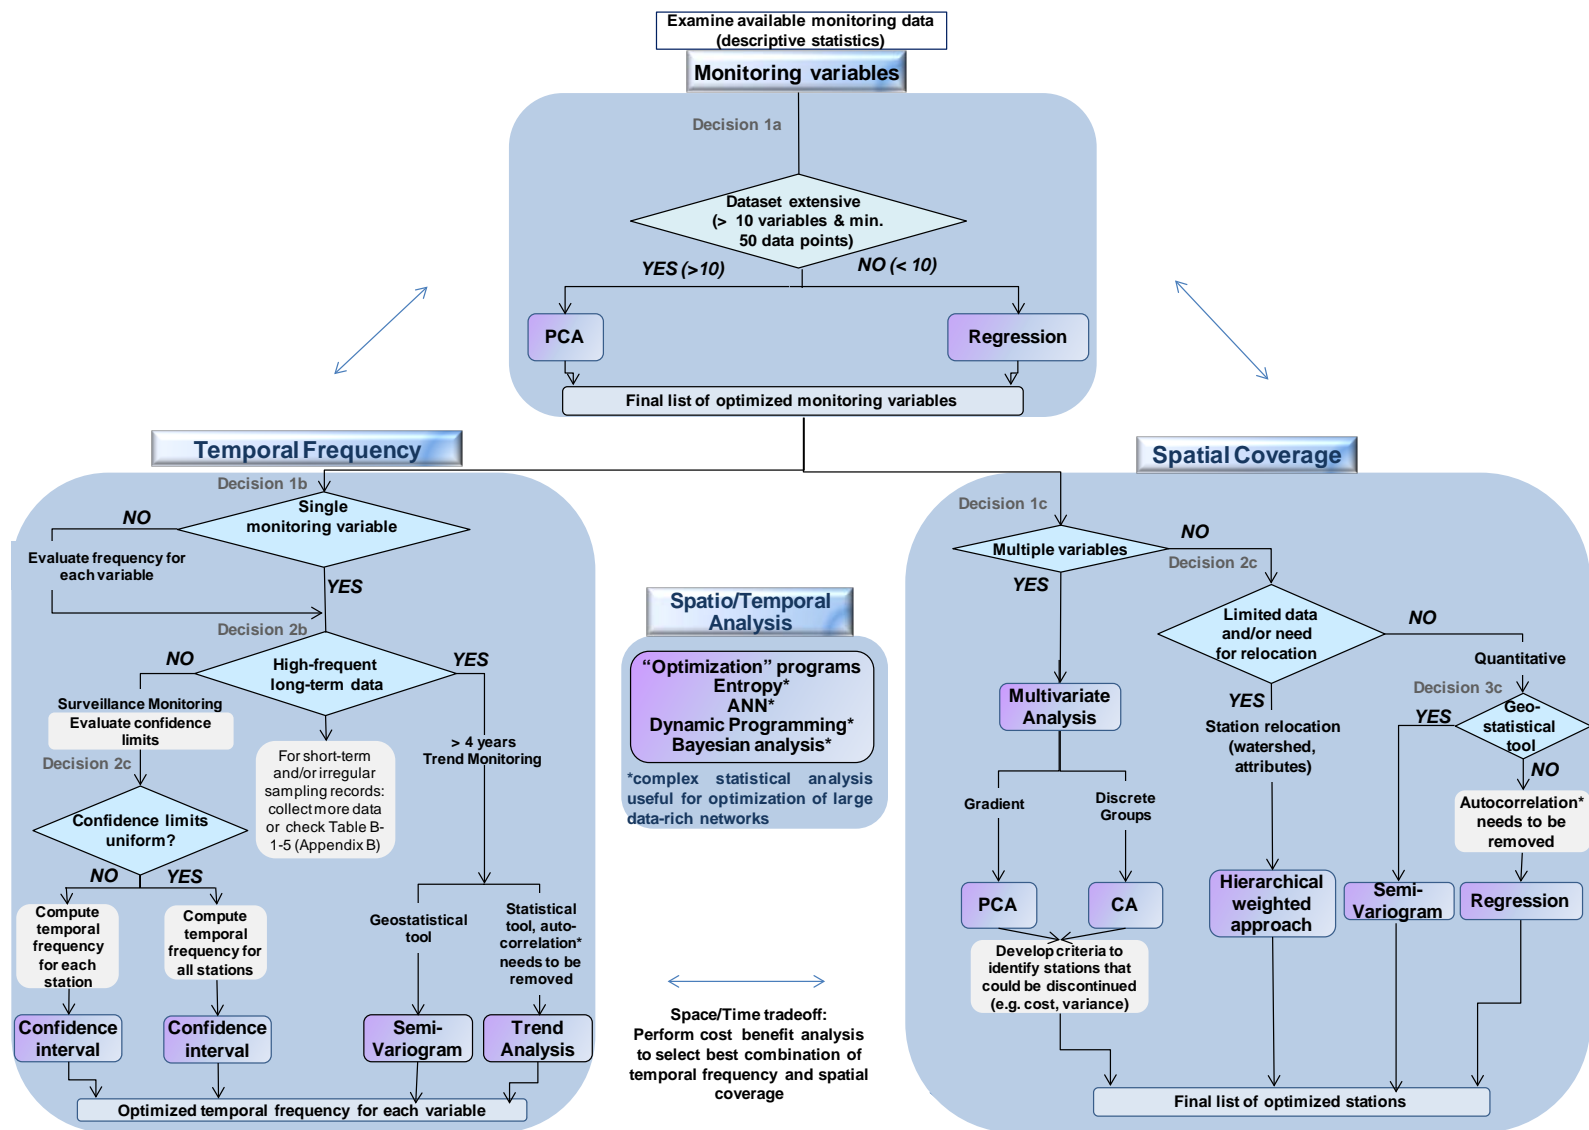 Examine available monitoring data
(descriptive statistics)
Monitoring variables
Decision 1a
Dataset extensive
(> 10 variables & min.
50 data points)
YES (>10)
NO (< 10)
PCA
Regression
Final list of optimized monitoring variables
Temporal Frequency
Decision 1b
Single
monitoring variable
NO
Evaluate frequency for
each variable
YES
Decision 2b
NO
High-frequent
long-term data
YES
Surveillance Monitoring
Evaluate confidence
limits
Decision 2c
Confidence limits
uniform?
For short-term
and/or irregular
sampling records:
collect more data
or check Table B-
1-5 (Appendix B)
> 4 years
Trend Monitoring
NO
YES
Compute
temporal
frequency
for each
station
Compute
temporal
frequency for
all stations
Geostatistical
tool
Statistical
tool, auto-
correlation*
needs to be
removed
Confidence
interval
Confidence
interval
Semi-
Variogram
Trend
Analysis
Optimized temporal frequency for each variable
Spatio/Temporal
Analysis
“Optimization” programs
Entropy*
ANN*
Dynamic Programming*
Bayesian analysis*
*complex statistical analysis
useful for optimization of large
data-rich networks
Space/Time tradeoff:
Perform cost benefit analysis
to select best combination of
temporal frequency and spatial
coverage
Spatial Coverage
Decision 1c
Multiple variables
NO
YES
Decision 2c
Limited data
and/or need
for relocation
NO
Quantitative
Decision 3c
YES
Geo-
statistical
tool
YES
Station relocation
(watershed,
attributes)
NO
Autocorrelation*
needs to be
removed
Multivariate
Analysis
Gradient
Discrete
Groups
PCA
CA
Hierarchical
weighted
approach
Semi-
Variogram
Regression
Develop criteria to
identify stations that
could be discontinued
(e.g. cost, variance)
Final list of optimized stations